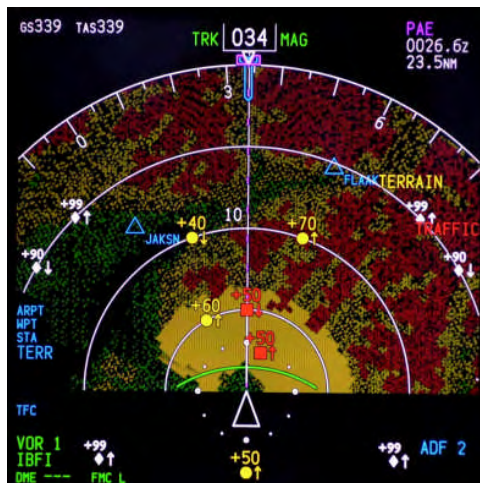 GS339 TAS339
TRK 034 MAG
PAE
0026.6z
23.5NM
3
6
0
FLAAK TERRAIN
+99↑
+99↑
TRAFFIC
10
+40↓
+70↑
JAKSN
+90↓
+90↓
+50
+60↑
+50↑
ARPT
WPT
STA
TERR
TFC
VOR 1
IBFI
DME ---
FMC L
+99↑
+50↑
+99↑
ADF 2